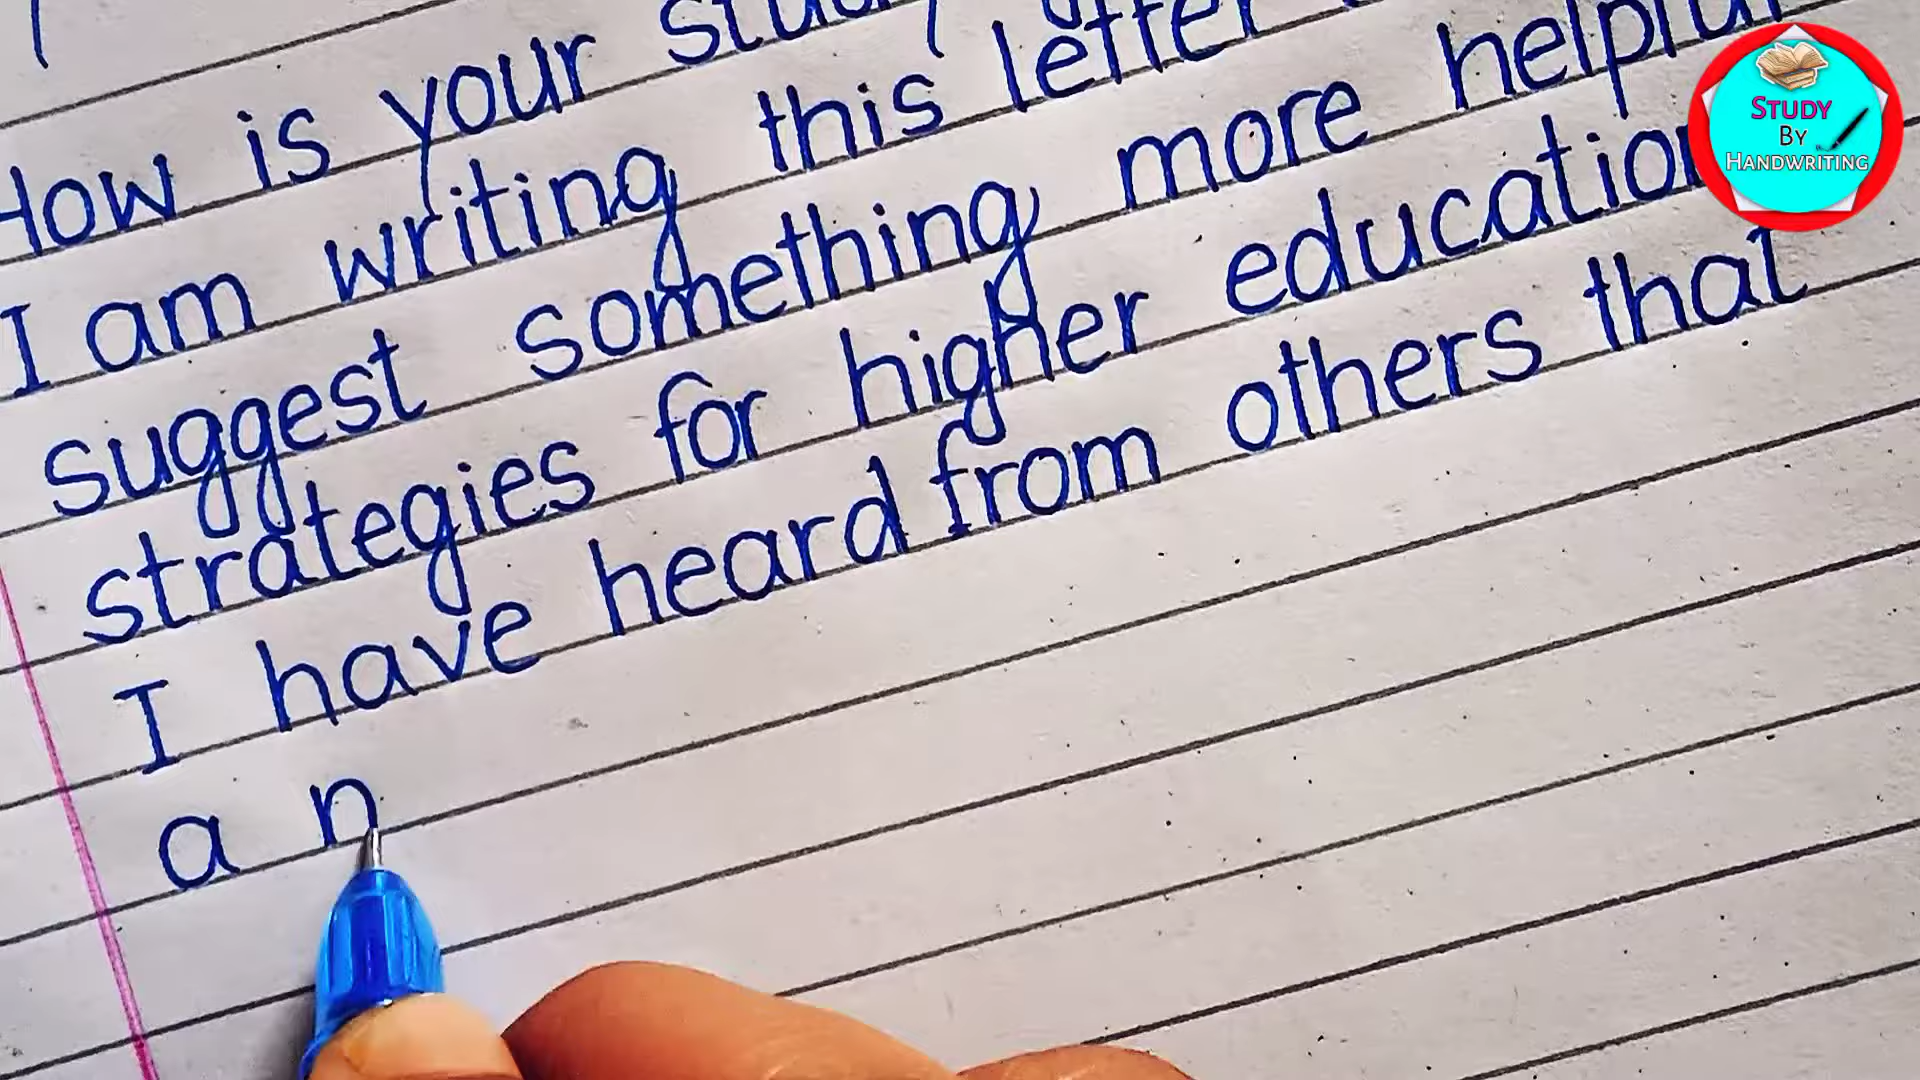 How is your
I am writing this letter
suggest something more helpful
strategies for higher education
I have heard from others that
a n
STUDY
BY
HANDWRITING